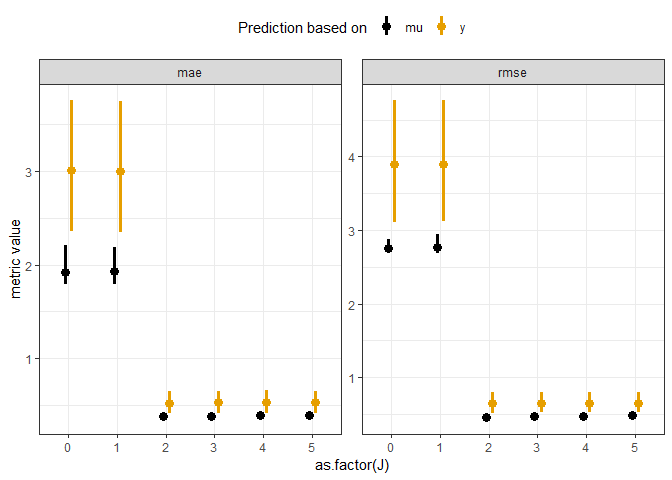 Prediction based on mu y
mae
rmse
metric value
3
2
1
4
3
2
1
0 1 2 3 4 5
0 1 2 3 4 5
as.factor(J)